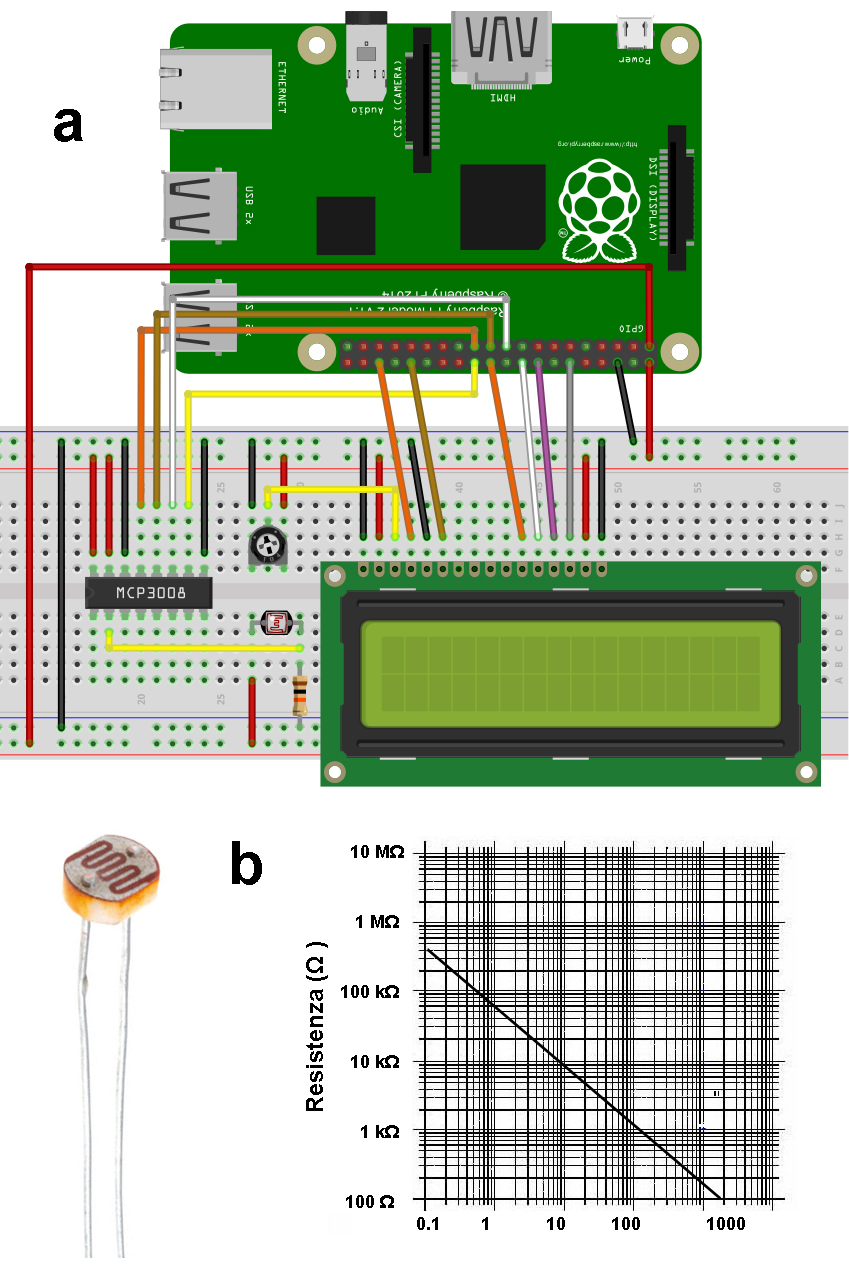 a
ETHERNET
Audio
CSI (CAMERA)
HDMI
Power
http://www.raspberrypi.org
DSI (DISPLAY)
USB 2x
© Raspberry Pi 2014
Raspberry Pi Model 2 v1.1
GPIO
25
40
45
50
55
60
J
I
H
G
F
MCP3008
E
D
C
B
A
20
25
b
10 MΩ
1 MΩ
100 kΩ
10 kΩ
1 kΩ
100 Ω
Resistenza (Ω )
0.1 1 10 100 1000